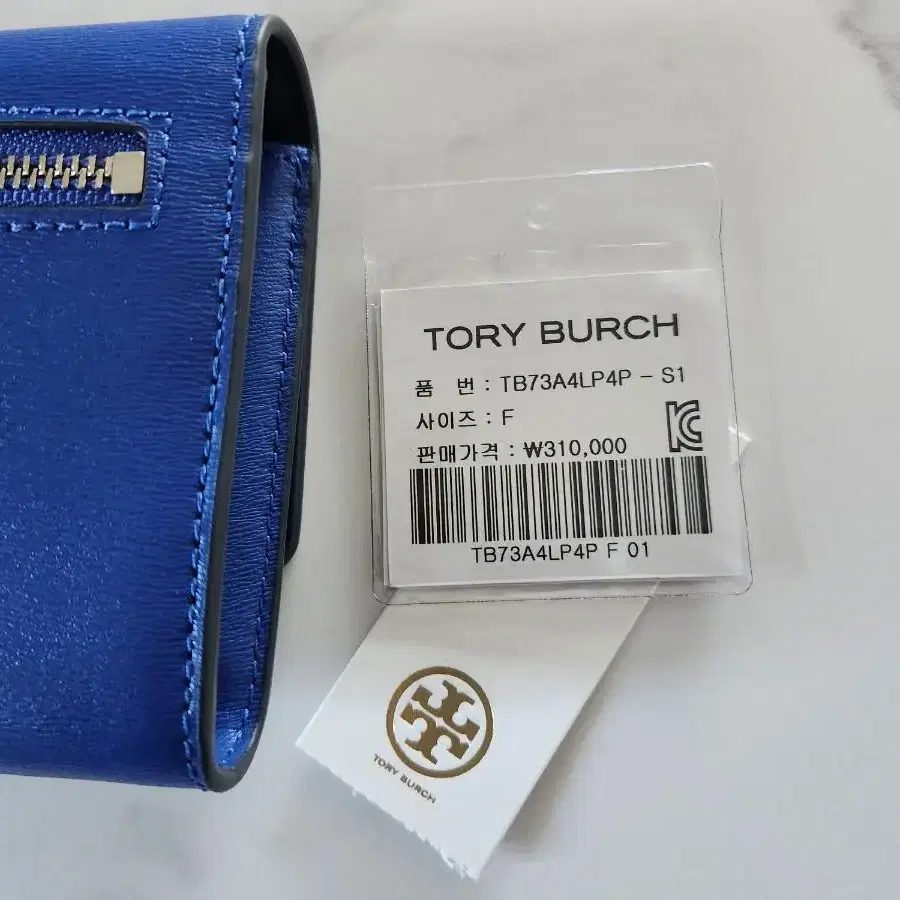 TORY BURCH
품 번 : TB73A4LP4P - S1
사이즈 : F
판매가격 : ₩310,000
TB73A4LP4P F 01
TORY BURCH